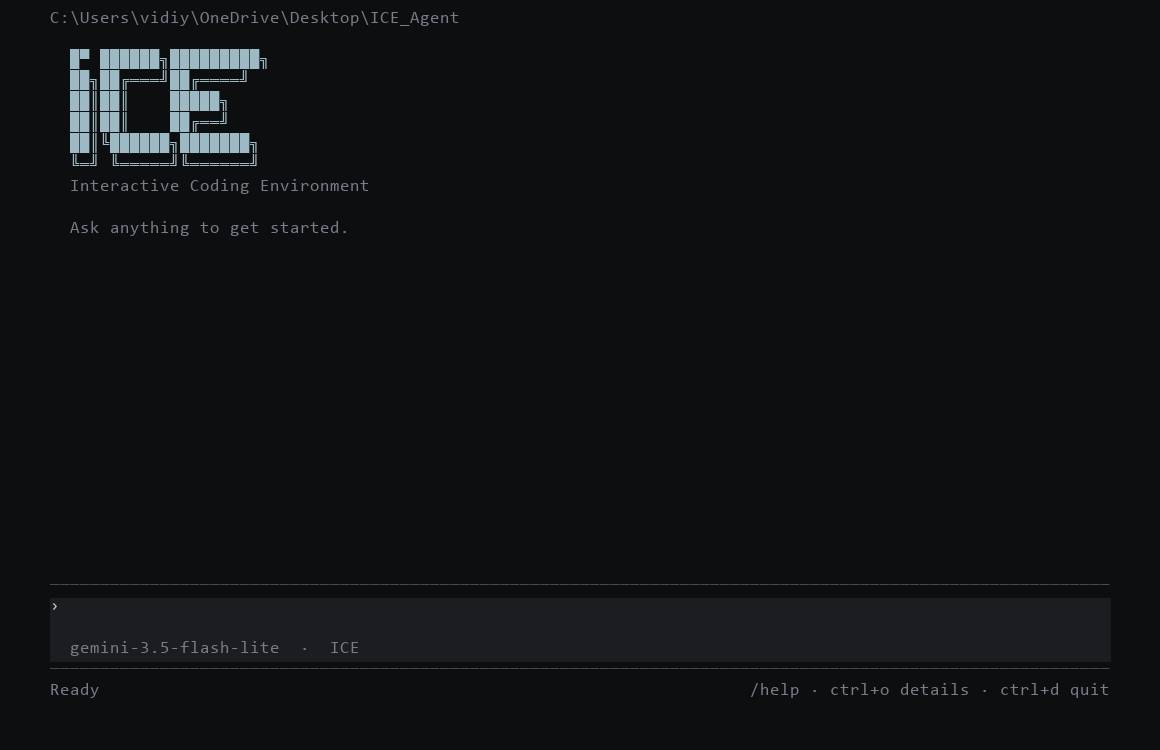 C:\Users\vidiy\OneDrive\Desktop\ICE_Agent
ICE
Interactive Coding Environment
Ask anything to get started.
›
gemini-3.5-flash-lite · ICE
Ready /help · ctrl+o details · ctrl+d quit